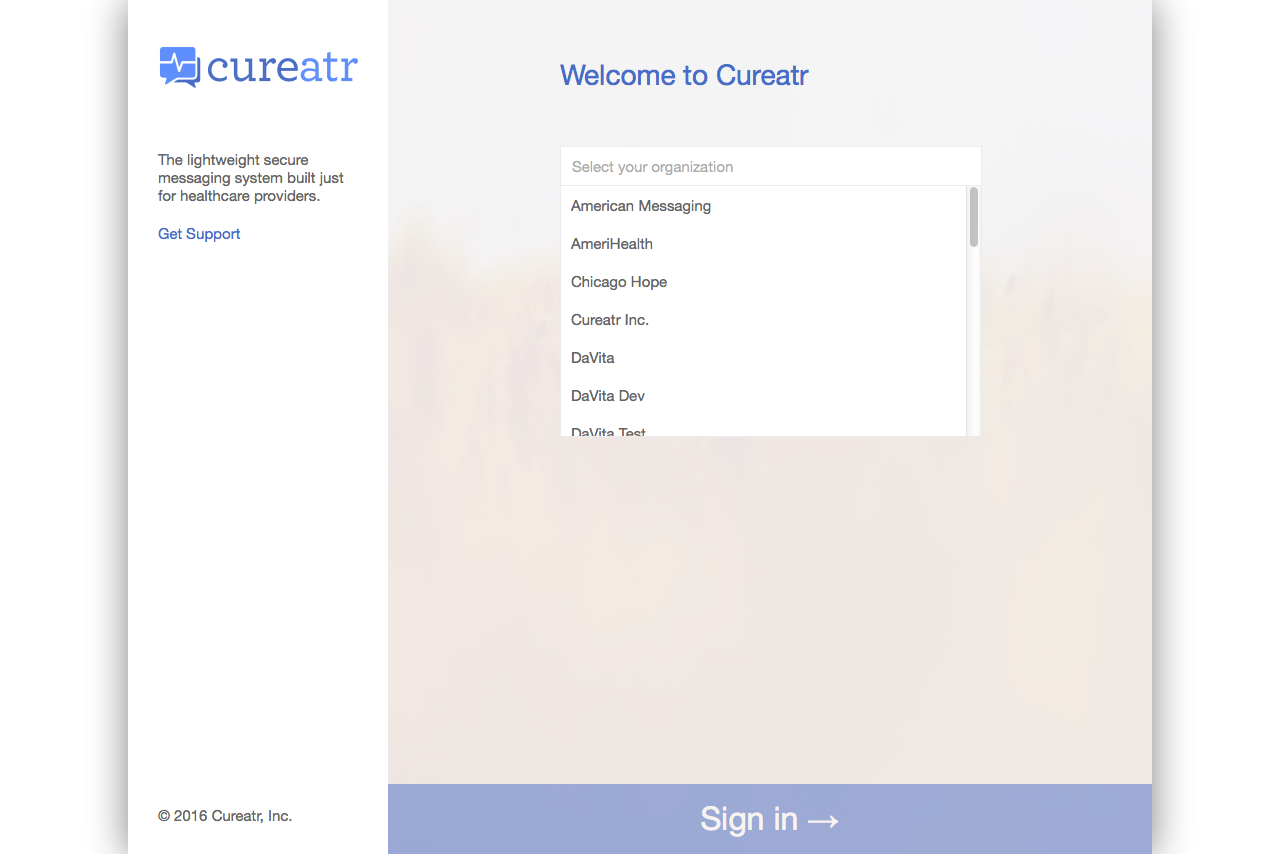 cureatr
The lightweight secure
messaging system built just
for healthcare providers.
Get Support
© 2016 Cureatr, Inc.
Welcome to Cureatr
Select your organization
American Messaging
AmeriHealth
Chicago Hope
Cureatr Inc.
DaVita
DaVita Dev
DaVita Test
Sign in →